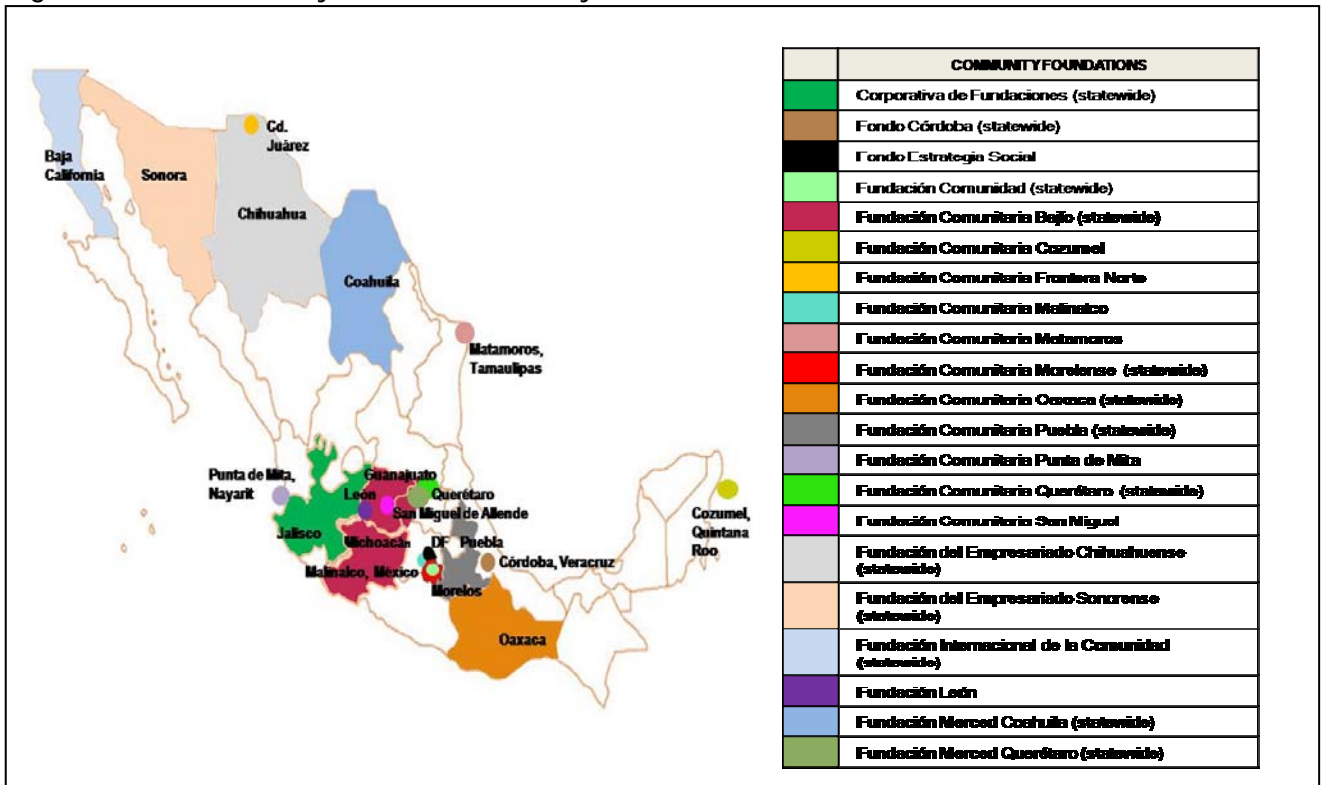 Cd.
Juárez
Baja
California
Sonora
Chihuahua
Coahuila
Matamoros,
Tamaulipas
Punta de Mita,
Nayarit
Guanajuato
León
Querétaro
San Miguel de Allende
Jalisco
Michoacán
DF
Puebla
Malinalco, México
Córdoba, Veracruz
Morelos
Oaxaca
Cozumel,
Quintana
Roo
COMMUNITY FOUNDATIONS
Corporativa de Fundaciones (statewide)
Fondo Córdoba (statewide)
Fondo Estrategia Social
Fundación Comunidad (statewide)
Fundación Comunitaria Bajío (statewide)
Fundación Comunitaria Cozumel
Fundación Comunitaria Frontera Norte
Fundación Comunitaria Malinalco
Fundación Comunitaria Matamoros
Fundación Comunitaria Morelense (statewide)
Fundación Comunitaria Oaxaca (statewide)
Fundación Comunitaria Puebla (statewide)
Fundación Comunitaria Punta de Mita
Fundación Comunitaria Querétaro (statewide)
Fundación Comunitaria San Miguel
Fundación del Empresariado Chihuahuense
(statewide)
Fundación del Empresariado Sonorense
(statewide)
Fundación Internacional de la Comunidad
(statewide)
Fundación León
Fundación Merced Coahuila (statewide)
Fundación Merced Querétaro (statewide)